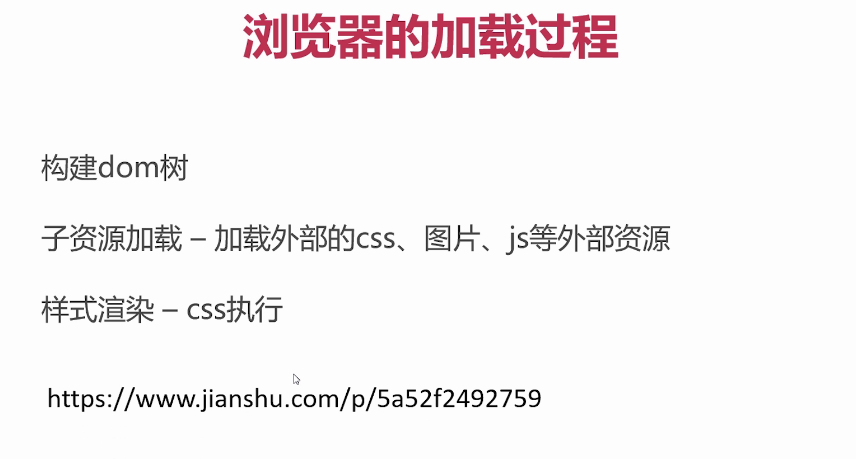 浏览器的加载过程
构建dom树
子资源加载 – 加载外部的css、图片、js等外部资源
样式渲染 – css执行
https://www.jianshu.com/p/5a52f2492759